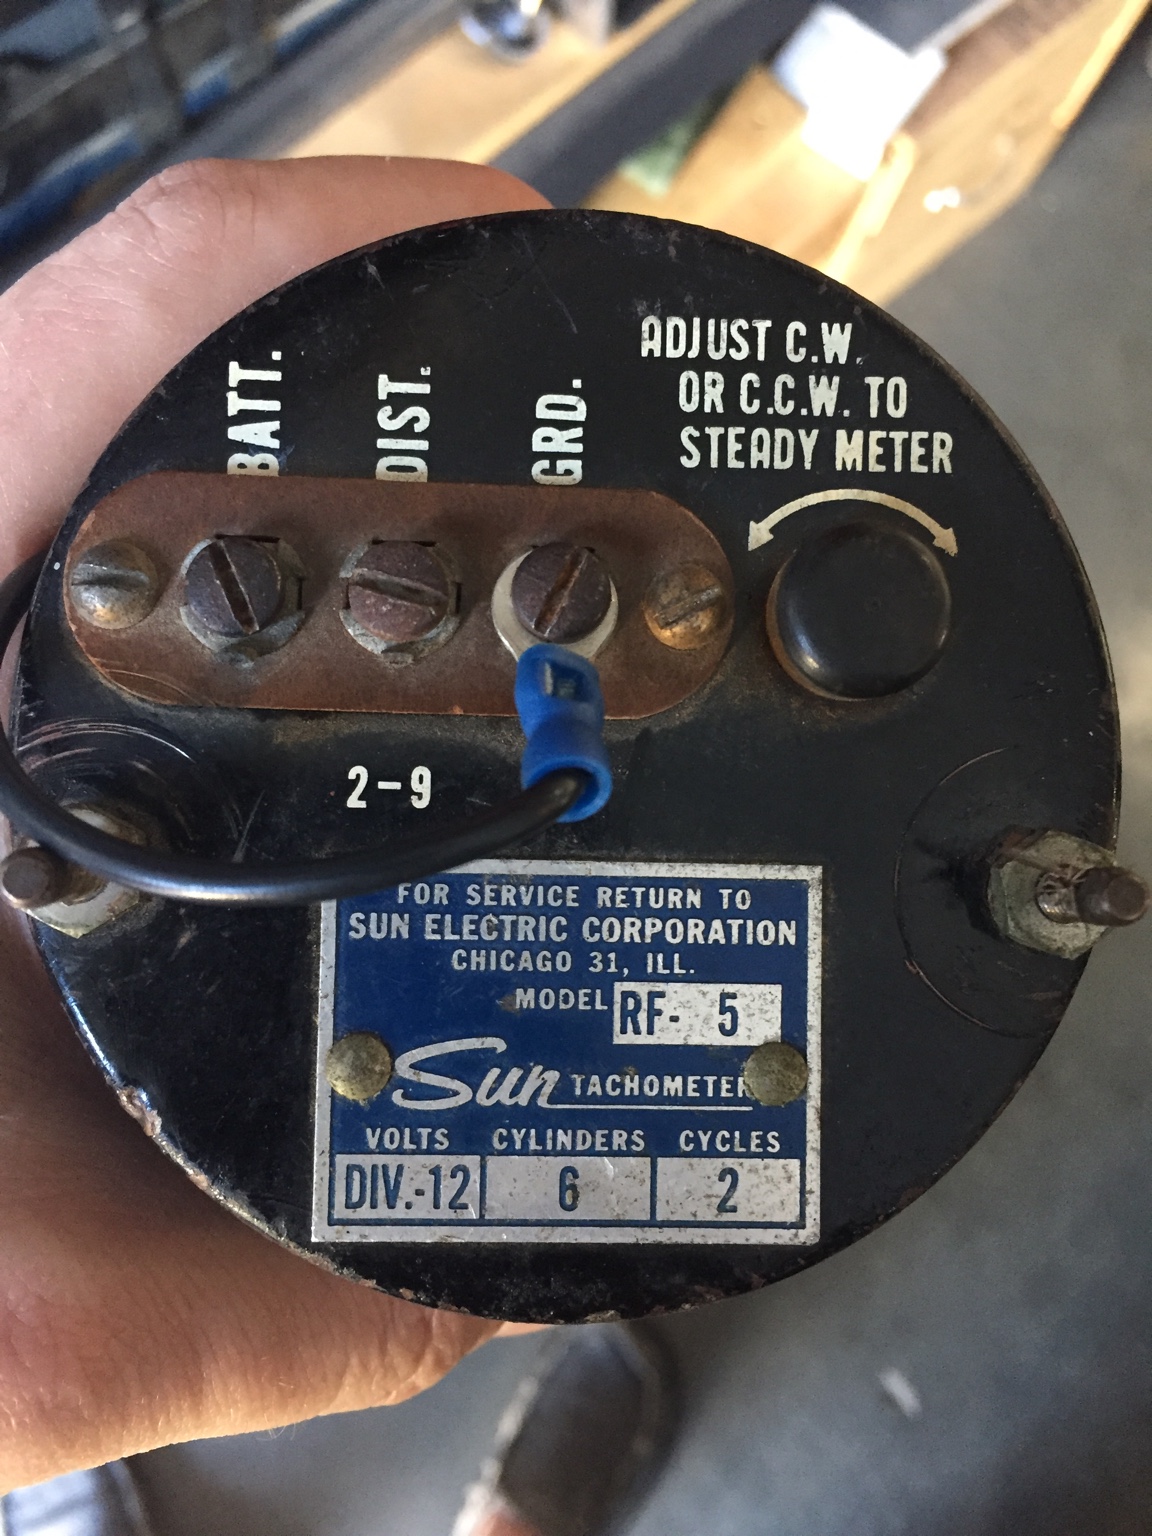 BATT.
DIST.
GRD.
ADJUST C.W.
OR C.C.W. TO
STEADY METER
2-9
FOR SERVICE RETURN TO
SUN ELECTRIC CORPORATION
CHICAGO 31, ILL.
MODEL RF- 5
Sun TACHOMETER
VOLTS CYLINDERS CYCLES
DIV.-12 6 2